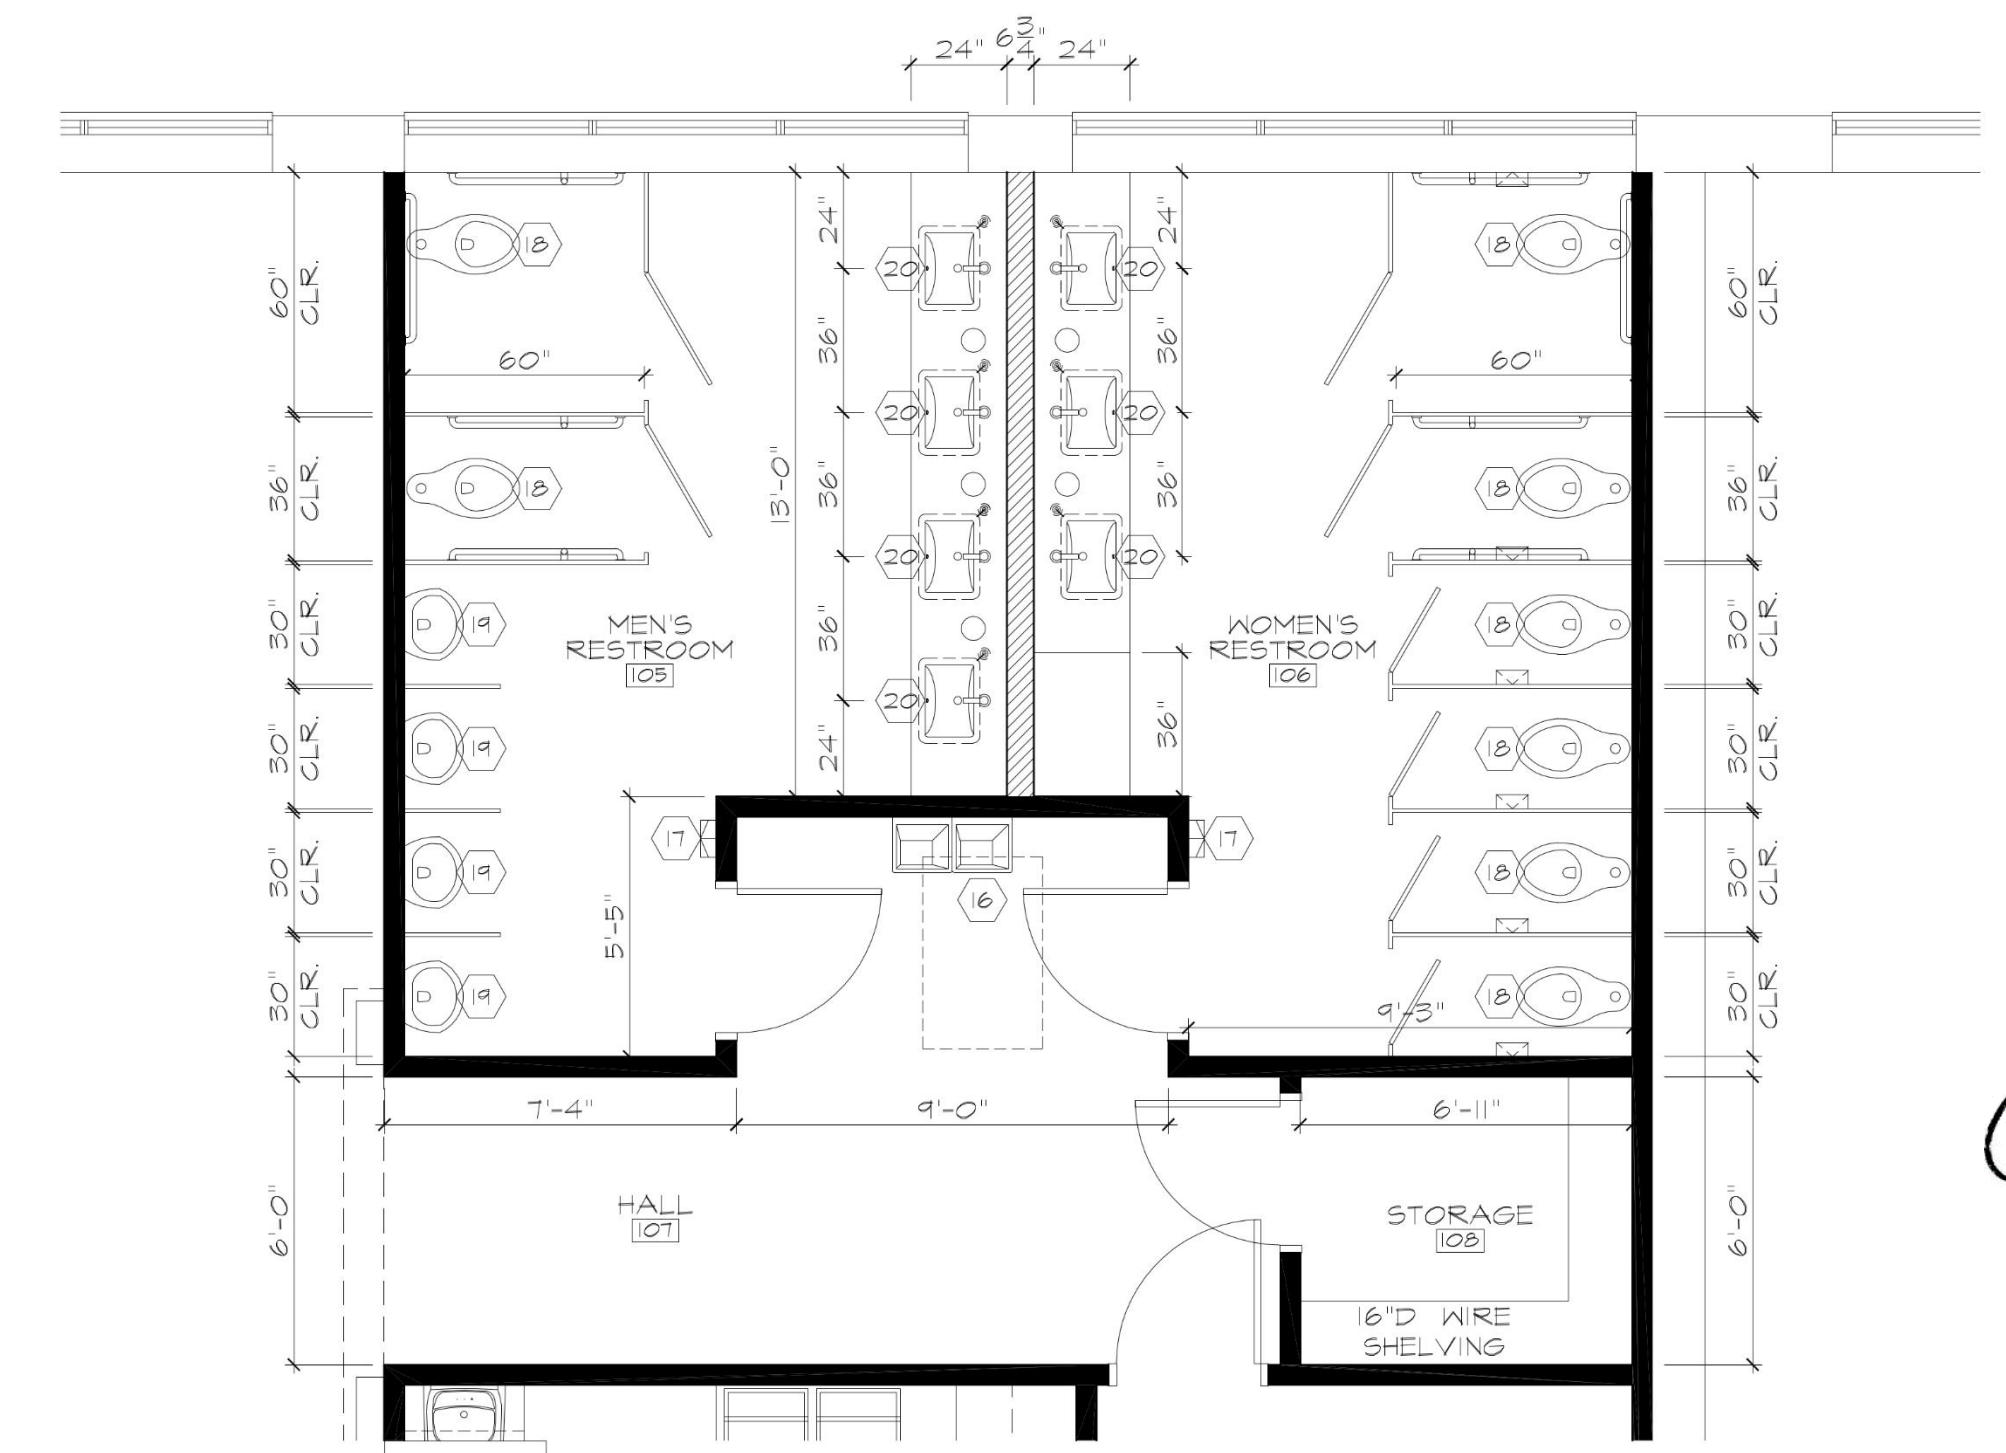 24" 6 3/4" 24"
60" CLR.
36" CLR.
30" CLR.
30" CLR.
30" CLR.
30" CLR.
6'-0"
18
60"
18
19
19
19
19
MEN'S
RESTROOM
105
13'-0"
24"
36"
36"
36"
24"
20
20
20
20
20
20
20
24"
36"
36"
36"
WOMEN'S
RESTROOM
106
18
60"
18
18
18
18
18
60" CLR.
36" CLR.
30" CLR.
30" CLR.
30" CLR.
30" CLR.
6'-0"
17
17
16
5'-5"
9'-3"
7'-4"
9'-0"
6'-11"
HALL
107
STORAGE
108
16"D WIRE
SHELVING